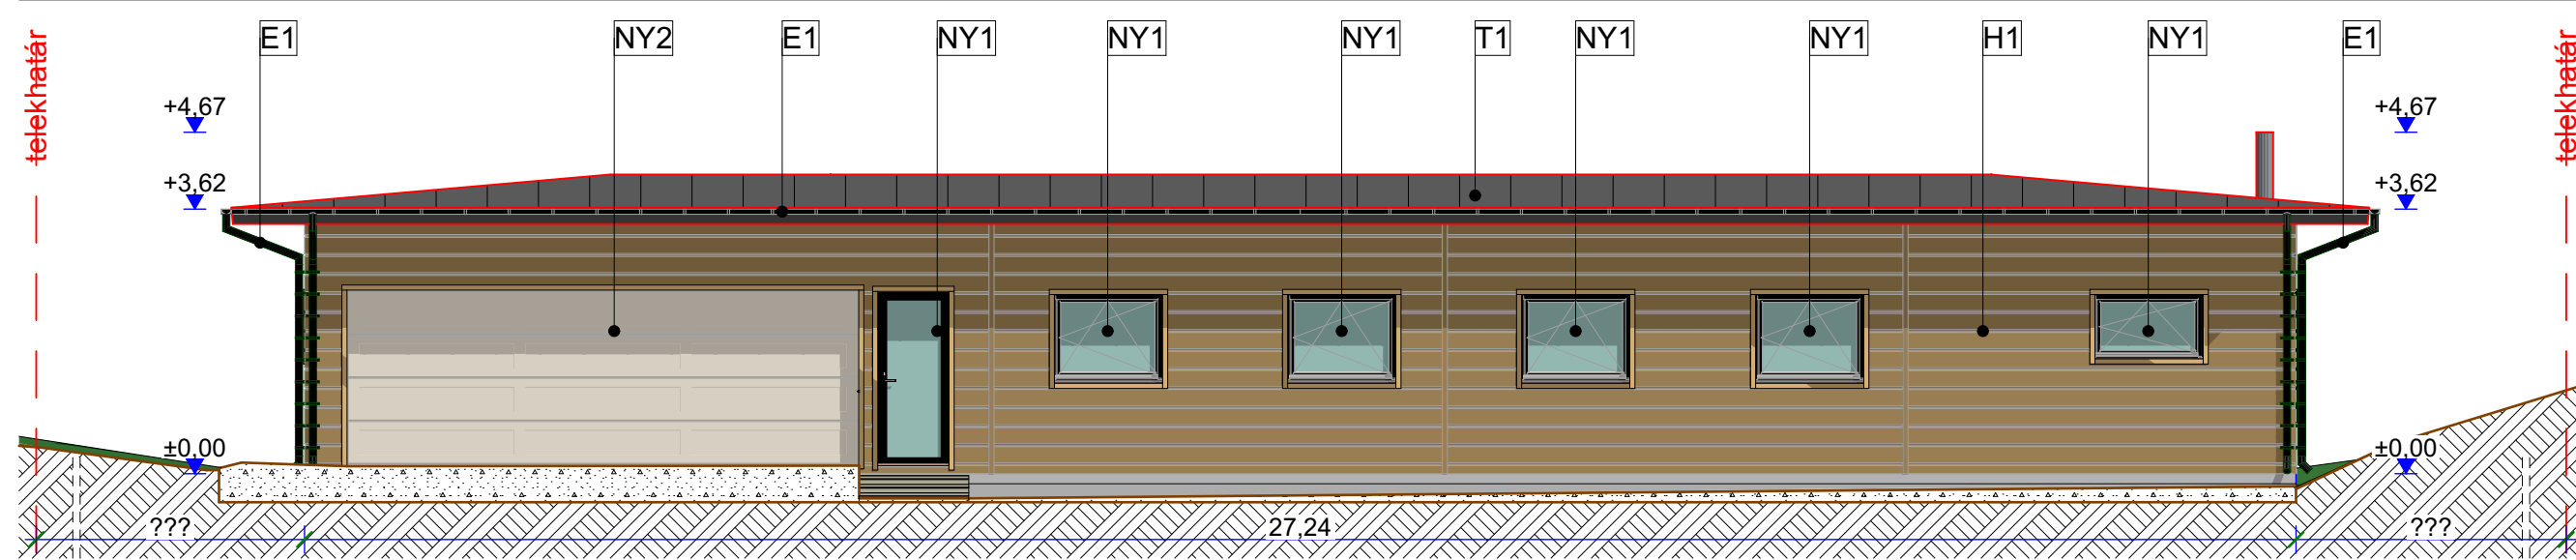 E1
NY2
E1
NY1
NY1
NY1
T1
NY1
NY1
H1
NY1
E1
telekhatár
telekhatár
+4,67
+4,67
+3,62
+3,62
±0,00
±0,00
???
27,24
???